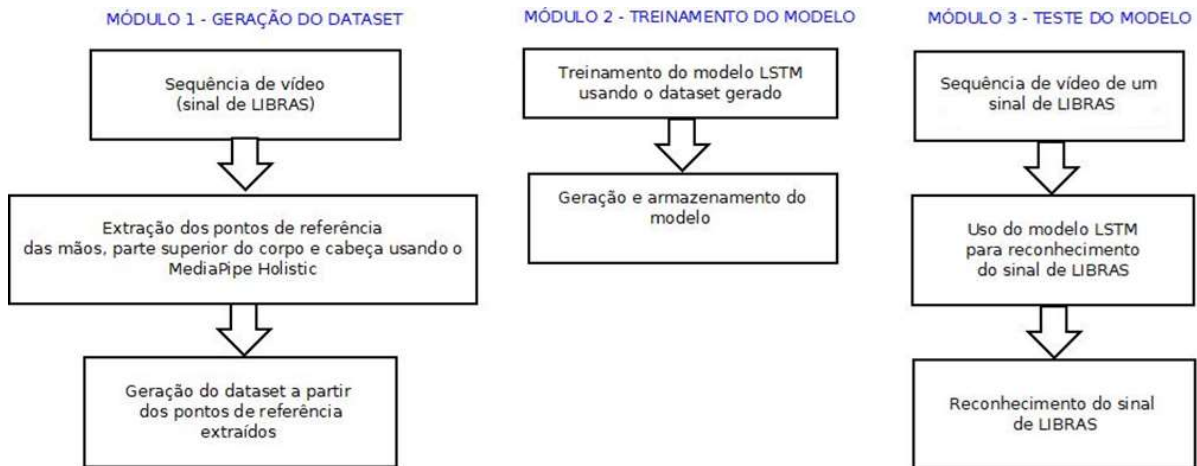 MÓDULO 1 - GERAÇÃO DO DATASET
Sequência de vídeo
(sinal de LIBRAS)
Extração dos pontos de referência
das mãos, parte superior do corpo e cabeça usando o
MediaPipe Holistic
Geração do dataset a partir
dos pontos de referência
extraídos
MÓDULO 2 - TREINAMENTO DO MODELO
Treinamento do modelo LSTM
usando o dataset gerado
Geração e armazenamento do
modelo
MÓDULO 3 - TESTE DO MODELO
Sequência de vídeo de um
sinal de LIBRAS
Uso do modelo LSTM
para reconhecimento
do sinal de LIBRAS
Reconhecimento do sinal
de LIBRAS